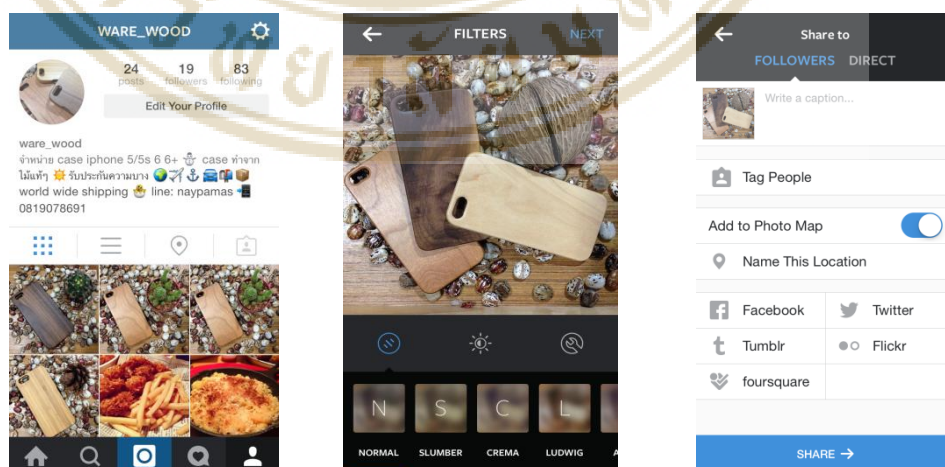 WARE_WOOD
24 19 83
posts followers following
Edit Your Profile
ware_wood
จำหน่าย case iphone 5/5s 6 6+ ⛄ case ทำจาก
ไม้แท้ๆ ☀️ รับประกันความบาง 🌍✈️⚓🚘📫📦
world wide shipping 🐣 line: naypamas 📲
0819078691
FILTERS
NEXT
N S C L
NORMAL SLUMBER CREMA LUDWIG A
Share to
FOLLOWERS DIRECT
Write a caption...
Tag People
Add to Photo Map
Name This Location
Facebook Twitter
Tumblr Flickr
foursquare
SHARE →